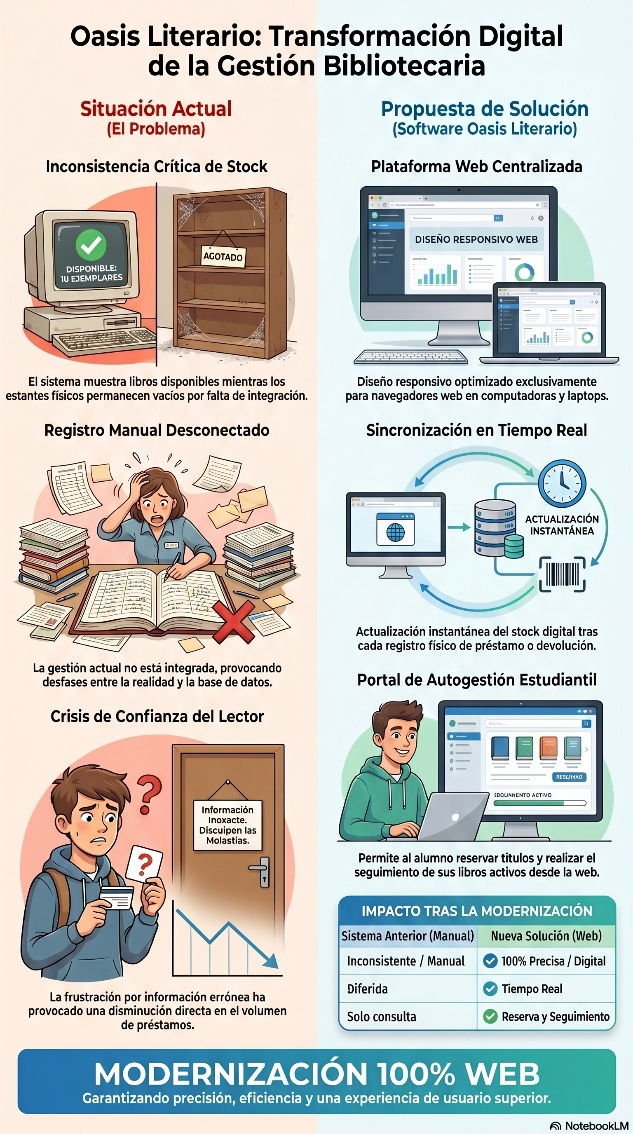 Oasis Literario: Transformación Digital
de la Gestión Bibliotecaria
Situación Actual
(El Problema)
Inconsistencia Crítica de Stock
DISPONIBLE:
10 EJEMPLARES
AGOTADO
El sistema muestra libros disponibles mientras los
estantes físicos permanecen vacíos por falta de integración.
Registro Manual Desconectado
La gestión actual no está integrada, provocando
desfases entre la realidad y la base de datos.
Crisis de Confianza del Lector
?
?
Información
Inoxacte.
Discuipen las
Molastias.
La frustración por información errónea ha
provocado una disminución directa en el volumen
de préstamos.
Propuesta de Solución
(Software Oasis Literario)
Plataforma Web Centralizada
DISEÑO RESPONSIVO WEB
Diseño responsivo optimizado exclusivamente
para navegadores web en computadoras y laptops.
Sincronización en Tiempo Real
ACTUALIZACIÓN
INSTANTÁNEA
Actualización instantánea del stock digital tras
cada registro físico de préstamo o devolución.
Portal de Autogestión Estudiantil
Permite al alumno reservar títulos y realizar el
seguimiento de sus libros activos desde la web.
IMPACTO TRAS LA MODERNIZACIÓN
Sistema Anterior (Manual) Nueva Solución (Web)
Inconsistente / Manual 100% Precisa / Digital
Diferida Tiempo Real
Solo consulta Reserva y Seguimiento
MODERNIZACIÓN 100% WEB
Garantizando precisión, eficiencia y una experiencia de usuario superior.
NotebookLM